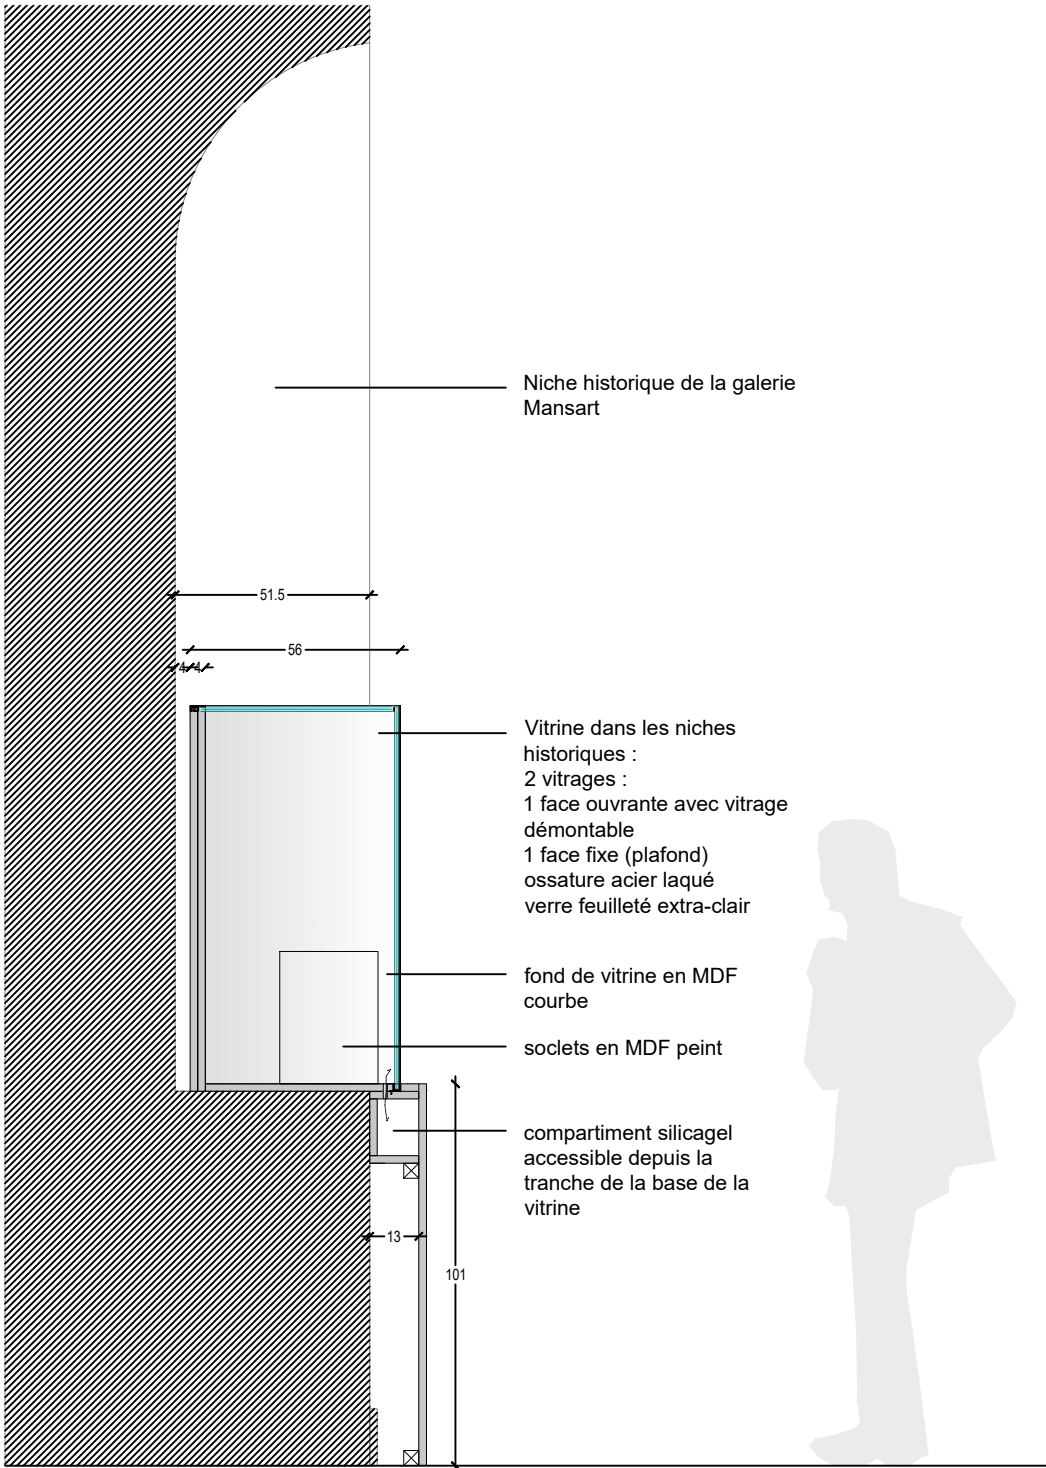 Niche historique de la galerie
Mansart
51.5
56
4 4
Vitrine dans les niches
historiques :
2 vitrages :
1 face ouvrante avec vitrage
démontable
1 face fixe (plafond)
ossature acier laqué
verre feuilleté extra-clair
fond de vitrine en MDF
courbe
soclets en MDF peint
compartiment silicagel
accessible depuis la
tranche de la base de la
vitrine
13
101